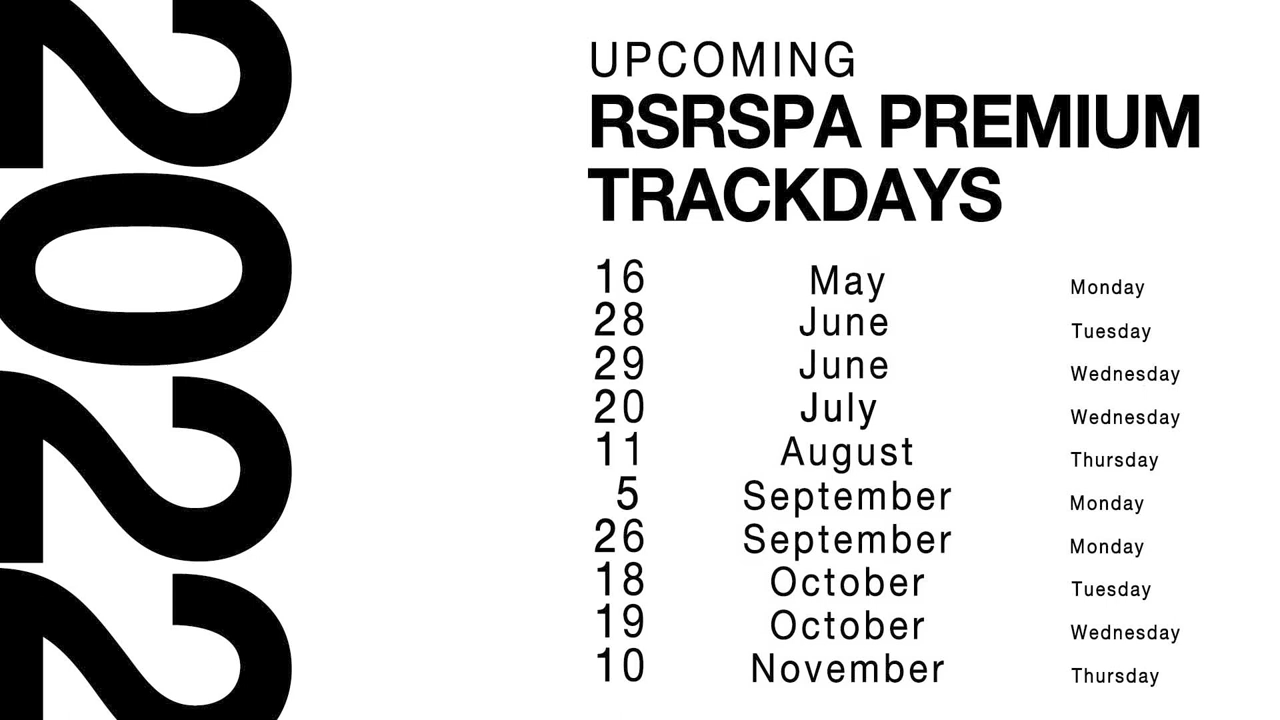 2022
UPCOMING
RSRSPA PREMIUM
TRACKDAYS
16 May Monday
28 June Tuesday
29 June Wednesday
20 July Wednesday
11 August Thursday
5 September Monday
26 September Monday
18 October Tuesday
19 October Wednesday
10 November Thursday